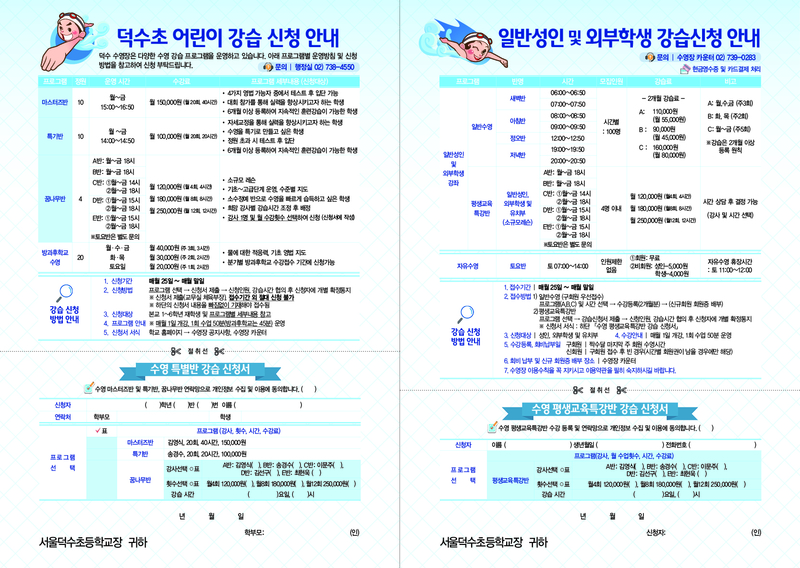 덕수초 어린이 강습 신청 안내
덕수 수영장은 다양한 수영 강습 프로그램을 운영하고 있습니다. 아래 프로그램별 운영방침 및 신청
방법을 참고하여 신청 부탁드립니다.
문의 | 행정실 02) 738-4550
프로그램 정원 운영 시간 수강료 프로그램 세부내용 (신청대상)
마스터즈반 10 월~금 15:00~16:50 월 150,000원 (월 20회, 40시간)
• 4가지 영법 가능자 중에서 테스트 후 입단 가능
• 대회 참가를 통해 실력을 향상시키고자 하는 학생
• 6개월 이상 등록하여 지속적인 훈련강습이 가능한 학생
특기반 10 월 ~금 14:00~16:50 월 100,000원 (월 20회, 20시간)
• 자세교정을 통해 실력을 향상시키고자 하는 학생
• 수영을 특기로 만들고 싶은 학생
• 정원 초과 시 테스트 후 입단
• 6개월 이상 등록하여 지속적인 훈련강습이 가능한 학생
꿈나무반 4
A반: 월~금 18시
B반: 월~금 18시
C반: ①월~금 14시
②월~금 18시
D반: ①월~금 15시
②월~금 18시
E반: ①월~금 15시
②월~금 18시
※토요반은 별도 문의
월 120,000원 (월 4회, 4시간)
월 180,000원 (월 8회, 8시간)
월 250,000원 (월 12회, 12시간)
• 소규모 레슨
• 기초~고급단계 운영, 수준별 지도
• 소수정예 반으로 수영을 빠르게 습득하고 싶은 학생
• 희망 강사별 강습시간 조정 후 배정
• 강사 1명 및 월 수강횟수 선택하여 신청 (신청서에 작성)
방과후학교 수영 20
월·수·금 월 40,000원 (주 3회, 3시간)
화·목 월 30,000원 (주 2회, 2시간)
토요일 월 20,000원 (주 1회, 2시간)
• 물에 대한 적응력, 기초 영법 지도
• 분기별 방과후학교 수강접수 기간에 신청가능
강습 신청
방법 안내
1. 신청기간 매월 25일 ~ 매월 말일
2. 신청방법 프로그램 선택 → 신청서 제출 → 신청인원, 강습시간 협의 후 신청자에 개별 확정통지
※ 신청서 제출(교무실 체육부장), 접수기간 외 절대 신청 불가
※ 하단의 신청서 내용을 빠짐없이 기재해야 접수됨
3. 신청대상 본교 1~6학년 재학생 및 프로그램별 세부내용 참고
4. 프로그램 안내 ※ 매월 1일 개강, 1회 수업 50분(방과후학교는 45분) 운영
5. 신청서 서식 학교 홈페이지 → 수영장 공지사항, 수영장 카운터
절 취 선
수영 특별반 강습 신청서
수영 마스터즈반 및 특기반, 꿈나무반 연락망으로 개인정보 수집 및 이용에 동의합니다. ( )
신청자 ( )학년 ( )반 ( )번 이름 ( )
연락처 학부모 학생
프로그램 선 택
✓표 프로그램 (강사, 횟수, 시간, 수강료)
마스터즈반 김영식, 20회, 40시간, 150,000원
특기반 송경수, 20회, 20시간, 100,000원
꿈나무반
강사선택 ○표 A반: 김영식( ), B반: 송경수( ), C반: 이문주( ),
D반: 김선구( ), E반: 최현욱 ( )
횟수선택 ○표 월4회 120,000원( ), 월8회 180,000원( ), 월12회 250,000원( )
강습 시간 ( )요일, ( )시
년 월 일
학부모: (인)
서울덕수초등학교장 귀하
일반성인 및 외부학생 강습신청 안내
문의 | 수영장 카운터 02) 739-0283
현금영수증 및 카드결제 처리
프로그램 반명 시간 모집인원 강습료 비고
일반성인 및 외부학생 강좌
일반수영
새벽반 06:00~06:50
07:00~07:50
아침반 08:00~08:50
09:00~09:50
정오반 12:00~12:50
저녁반 19:00~19:50
20:00~20:50
시간별 : 100명
- 2개월 강습료 -
A: 110,000원
(월 55,000원)
B : 90,000원
(월 45,000원)
C : 160,000원
(월 80,000원)
A: 월,수,금 (주3회)
B: 화, 목 (주2회)
C: 월~금 (주5회)
※강습은 2개월 이상
등록 원칙
평생교육 특강반
일반성인,
외부학생 및
유치부
(소규모레슨)
A반: 월~금 18시
B반: 월~금 18시
C반: ①월~금 14시
②월~금 18시
D반: ①월~금 15시
②월~금 18시
E반: ①월~금 15시
②월~금 18시
※토요반은 별도 문의
4명 이내
월 120,000원 (월4회, 4시간)
월 180,000원 (월8회, 8시간)
월 250,000원 (월12회, 12시간)
시간 상담 후 결정 가능
(강사 및 시간 선택)
자유수영 토요반 토 07:00~14:00 인원제한 없음
①회원: 무료
②비회원: 성인-5,000원
학생-4,000원
자유수영 휴장시간
: 토 11:00~12:00
강습 신청
방법 안내
1. 접수기간 | 매월 25일 ~ 매월 말일
2. 접수방법 1) 일반수영 (구회원 우선접수)
프로그램A,B,C) 및 시간 선택 → 수강등록(2개월분) → (신규회원 회원증 배부)
2) 평생교육특강반
프로그램 선택 → 강습신청서 제출 → 신청인원, 강습시간 협의 후 신청자에 개별 확정통지
※ 신청서 서식 : 하단 「수영 평생교육특강반 강습 신청서」
3. 신청대상 | 성인, 외부학생 및 유치부 4. 수강안내 | 매월 1일 개강, 1회 수업 50분 운영
5. 수강등록, 회비납부일 구회원 | 짝수달 마지막 주 회원 수영시간
신회원 | 구회원 접수 후 빈 경우(시간별 회원권이 남을 경우에만 해당)
6. 회비 납부 및 신규 회원증 배부 장소 | 수영장 카운터
7. 수영장 이용수칙을 꼭 지키시고 이용약관을 필히 숙지하시길 바랍니다.
절 취 선
수영 평생교육특강반 강습 신청서
수영 평생교육특강반 수강 등록 및 연락망으로 개인정보 수집 및 이용에 동의합니다. ( )
신청자 이름 ( ) 생년월일 ( ) 전화번호 ( )
프로그램 선 택
프로그램(강사, 월 수업횟수, 시간, 수강료)
평생교육특강반
강사선택 ○표 A반: 김영식( ), B반: 송경수( ), C반: 이문주( ),
D반: 김선구( ), E반: 최현욱 ( )
횟수선택 ○표 월4회 120,000원( ), 월8회 180,000원( ), 월12회 250,000원( )
강습 시간 ( )요일, ( )시
년 월 일
신청자: (인)
서울덕수초등학교장 귀하